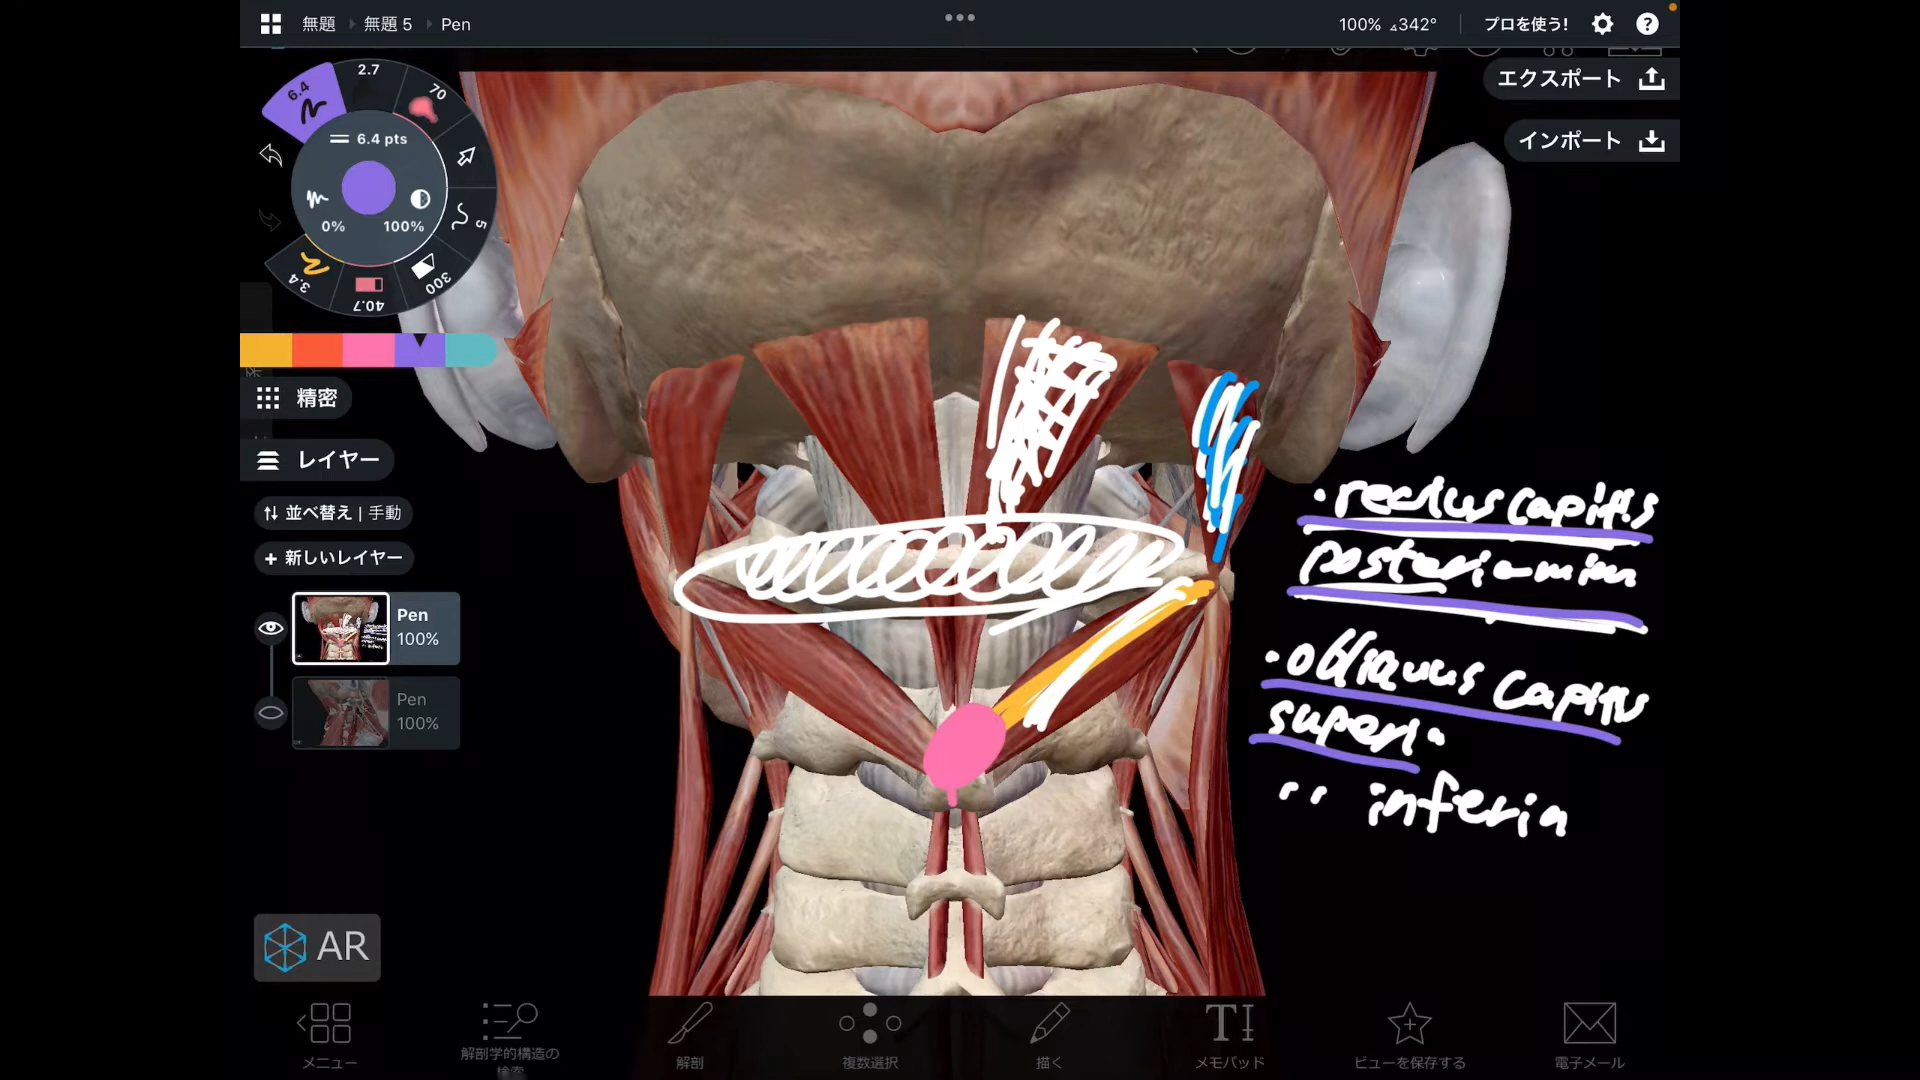 無題 無題 5 Pen
100% 342°
プロを使う!
エクスポート
インポート
6.4
2.7
70
5
300
40.7
3.4
6.4 pts
0% 100%
精密
レイヤー
並べ替え | 手動
+ 新しいレイヤー
Pen
100%
Pen
100%
・rectus capitis
posteria minor
・obliquus capitis
superia
〃 inferia
AR
メニュー
解剖学的構造の
検索
解剖
複数選択
描く
メモパッド
ビューを保存する
電子メール